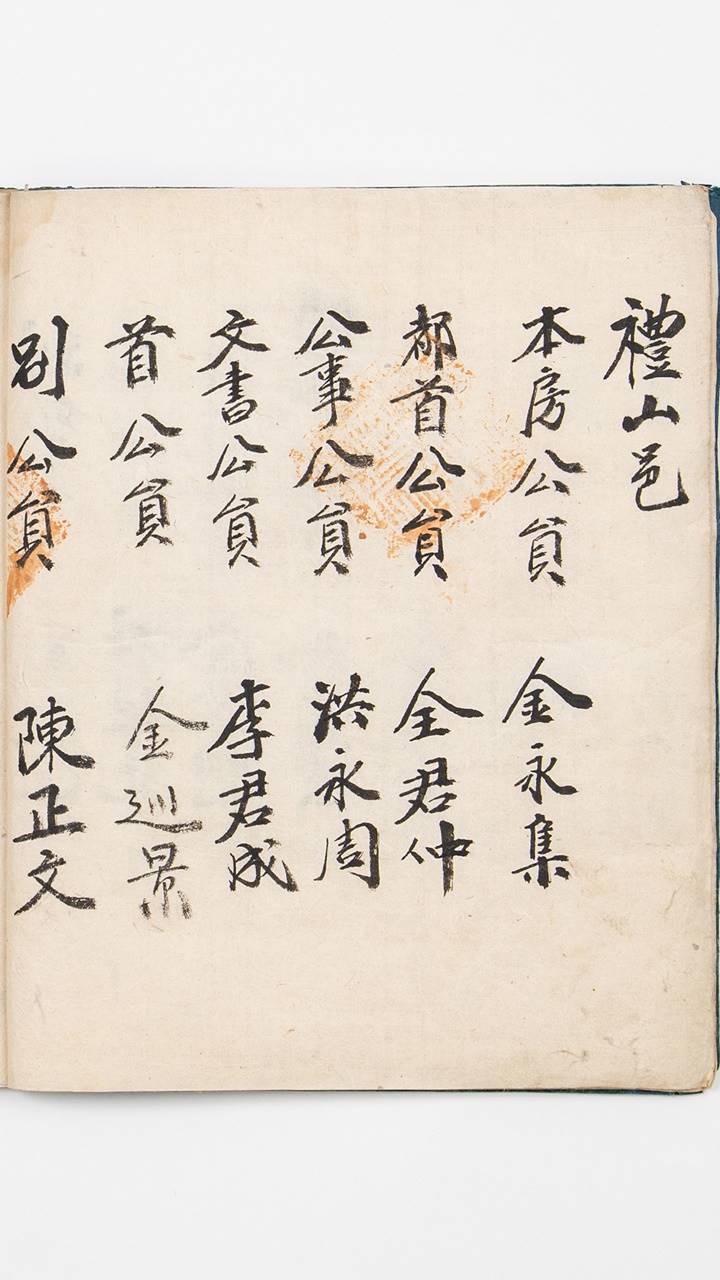 禮山邑
本房公員 金永集
都首公員 全君仲
公事公員 洪永周
文書公員 李君成
首公員 金巡景
別公員 陳正文